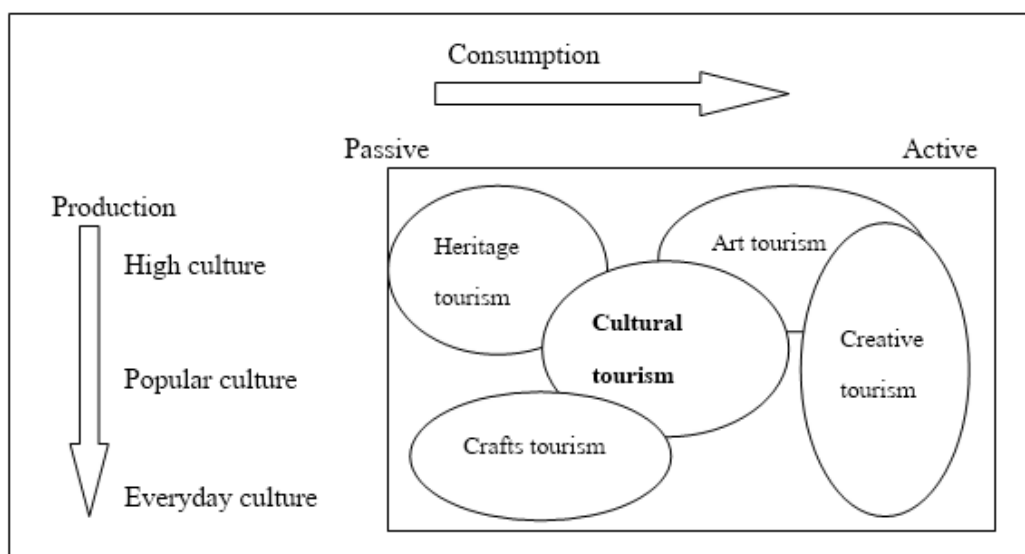 Consumption
Passive
Active
Production
High culture
Popular culture
Everyday culture
Heritage
tourism
Art tourism
Cultural
tourism
Creative
tourism
Crafts tourism